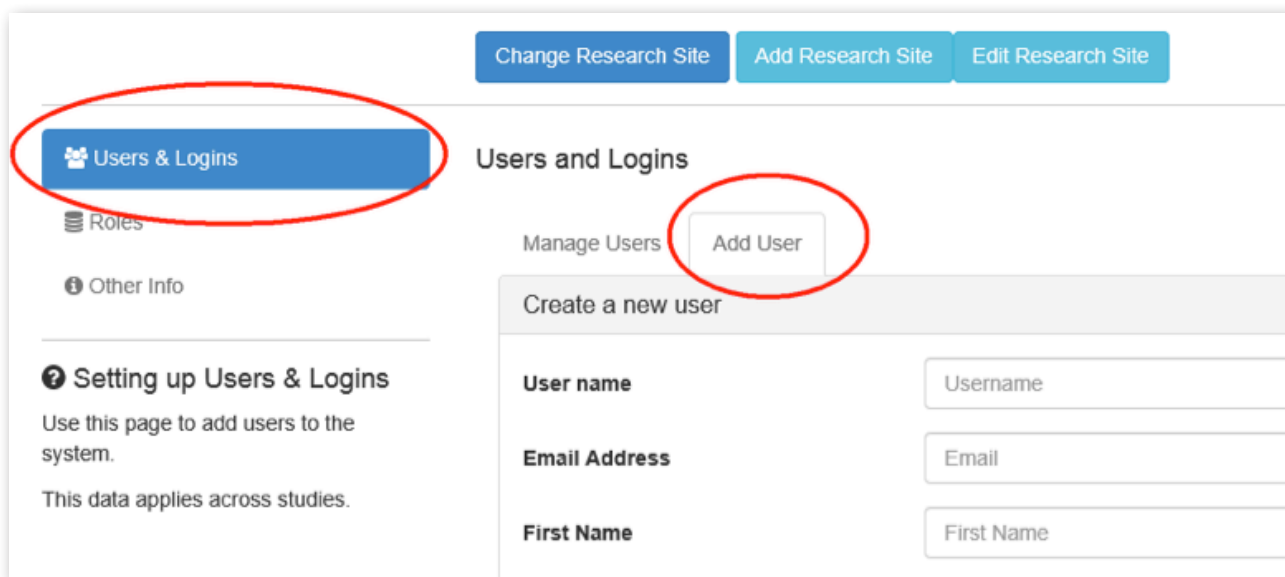 Change Research Site
Add Research Site
Edit Research Site
Users & Logins
Roles
Other Info
Setting up Users & Logins
Use this page to add users to the
system.
This data applies across studies.
Users and Logins
Manage Users
Add User
Create a new user
User name
Username
Email Address
Email
First Name
First Name